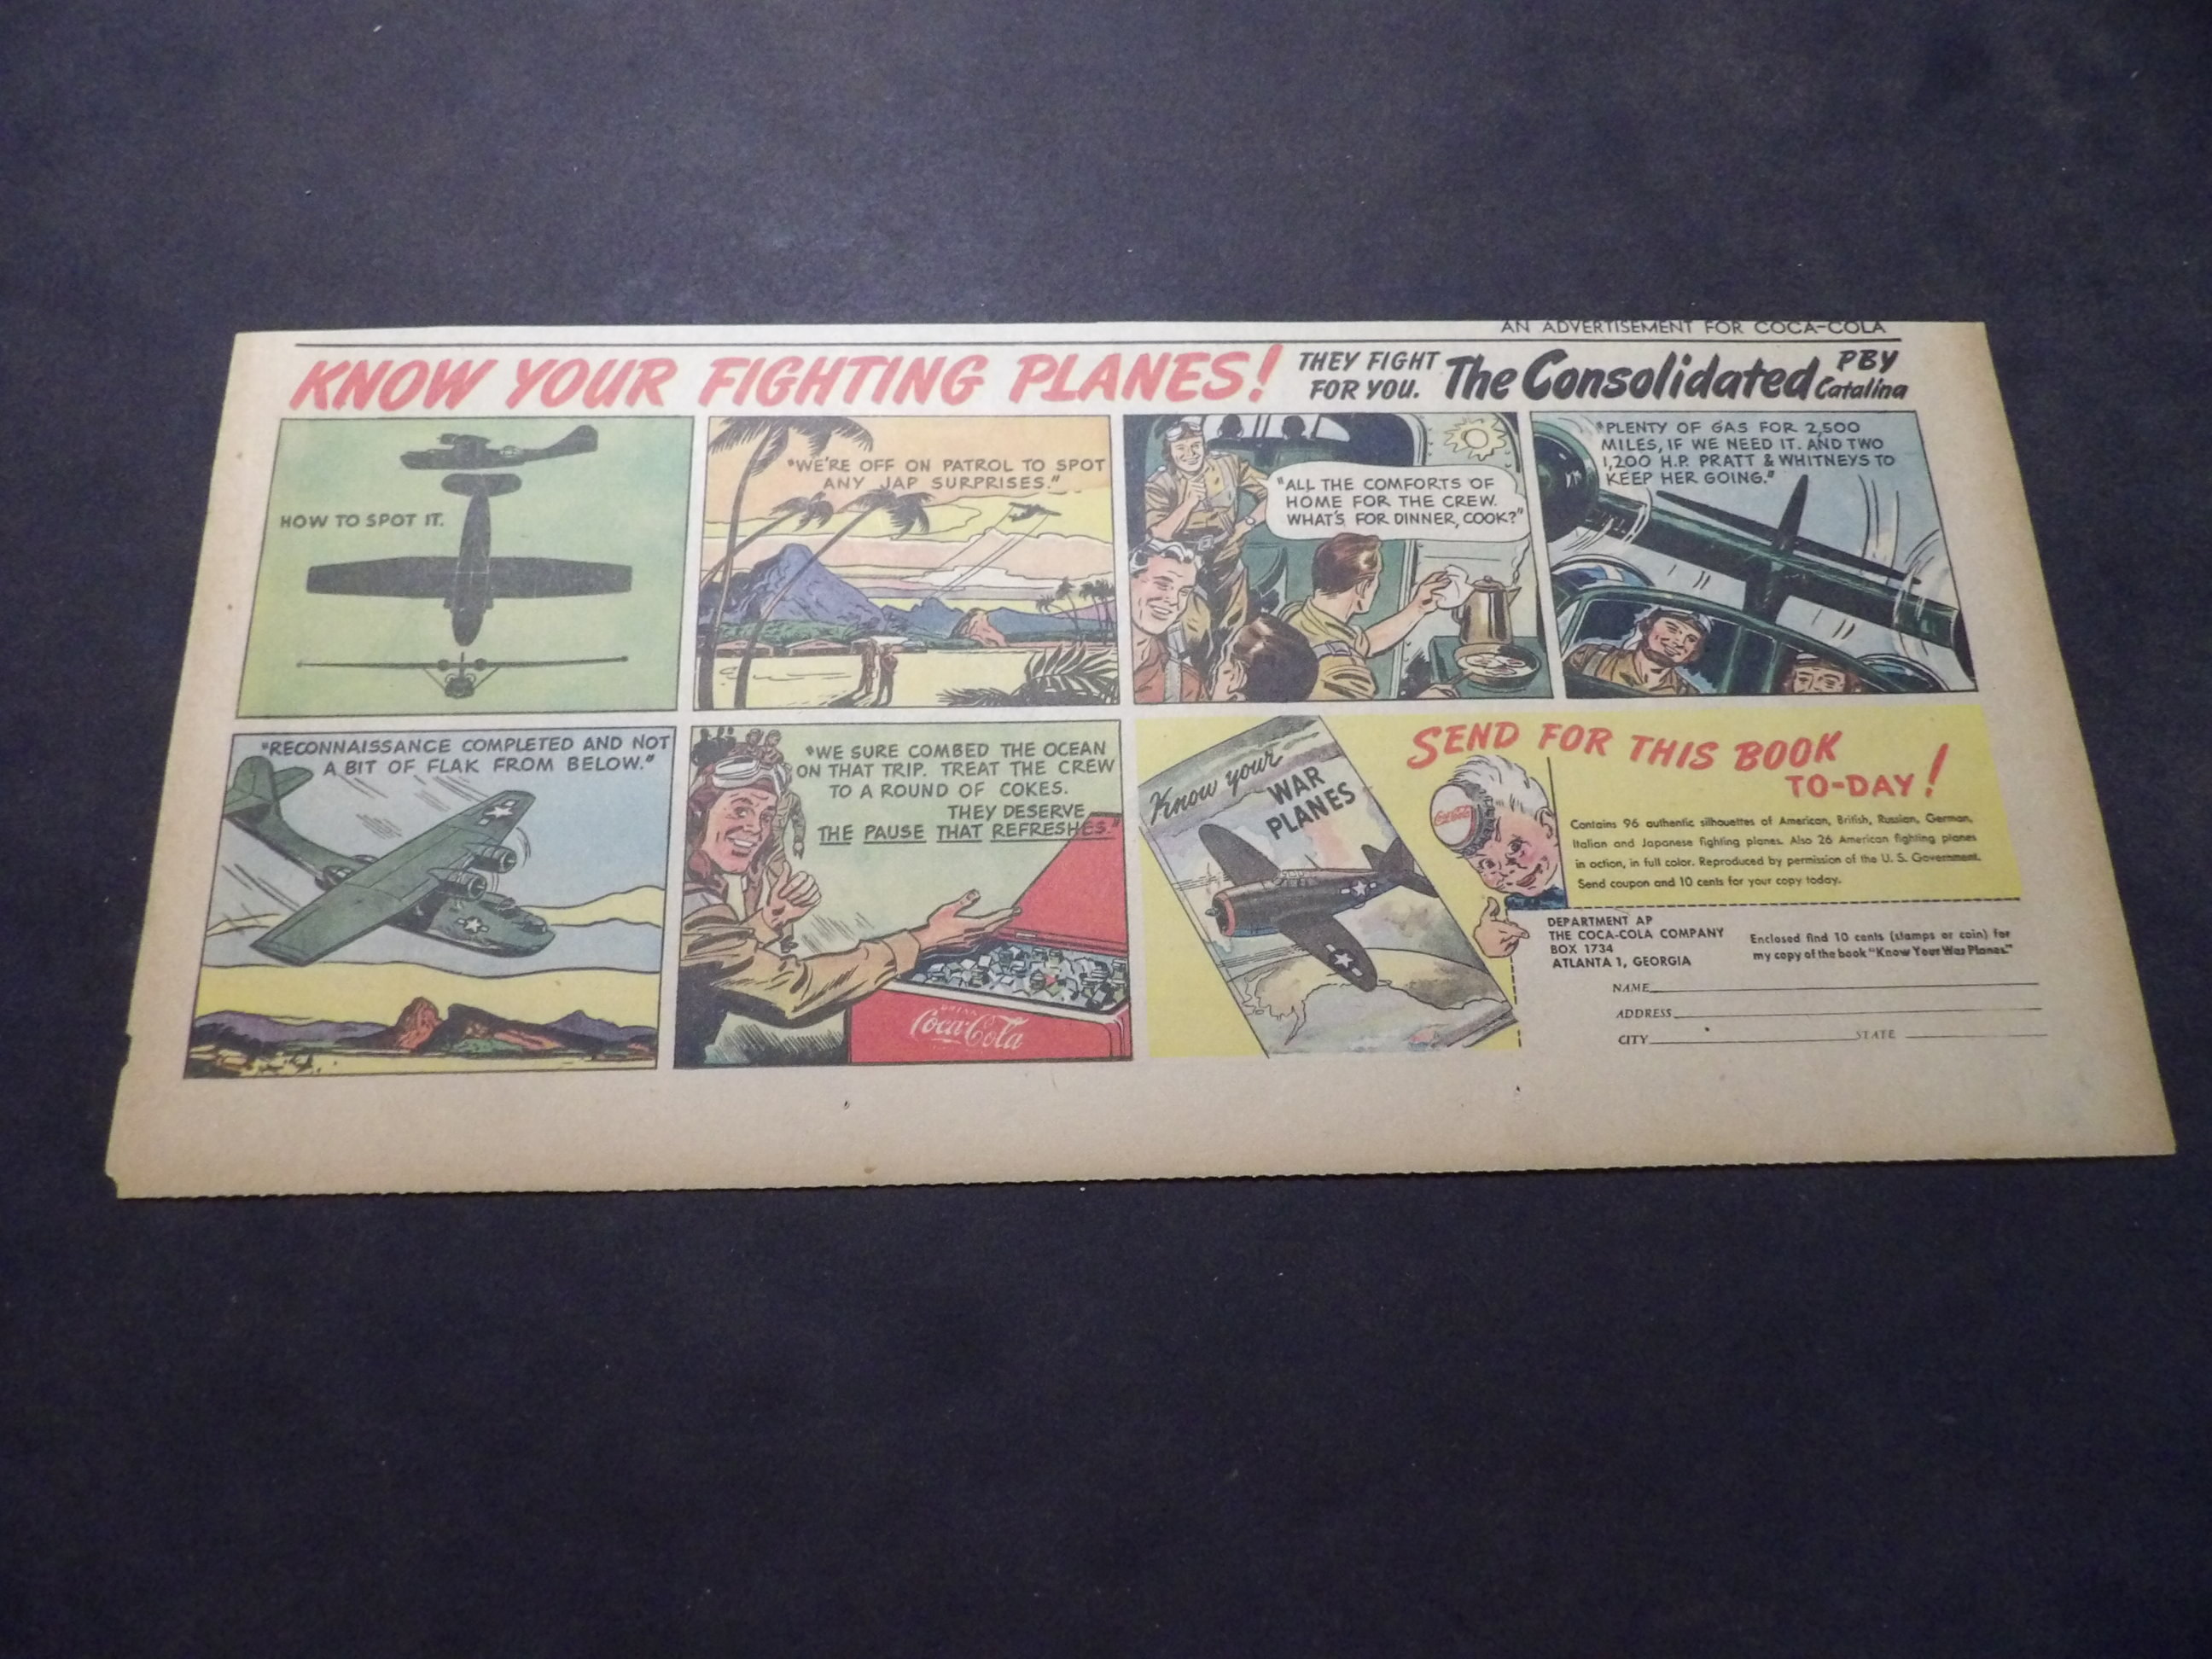 AN ADVERTISEMENT FOR COCA-COLA
KNOW YOUR FIGHTING PLANES!
THEY FIGHT
FOR YOU.
The Consolidated
PBY
Catalina
HOW TO SPOT IT.
"WE'RE OFF ON PATROL TO SPOT
ANY JAP SURPRISES."
"ALL THE COMFORTS OF
HOME FOR THE CREW.
WHAT'S FOR DINNER, COOK?"
"PLENTY OF GAS FOR 2,500
MILES, IF WE NEED IT. AND TWO
1,200 H.P. PRATT & WHITNEYS TO
KEEP HER GOING."
"RECONNAISSANCE COMPLETED AND NOT
A BIT OF FLAK FROM BELOW."
"WE SURE COMBED THE OCEAN
ON THAT TRIP. TREAT THE CREW
TO A ROUND OF COKES.
THEY DESERVE
THE PAUSE THAT REFRESHES."
DRINK
Coca-Cola
Know your
WAR
PLANES
SEND FOR THIS BOOK
TO-DAY!
Coca-Cola
Contains 96 authentic silhouettes of American, British, Russian, German,
Italian and Japanese fighting planes. Also 26 American fighting planes
in action, in full color. Reproduced by permission of the U. S. Government.
Send coupon and 10 cents for your copy today.
DEPARTMENT AP
THE COCA-COLA COMPANY
BOX 1734
ATLANTA 1, GEORGIA
Enclosed find 10 cents (stamps or coin) for
my copy of the book "Know Your War Planes."
NAME
ADDRESS
CITY STATE